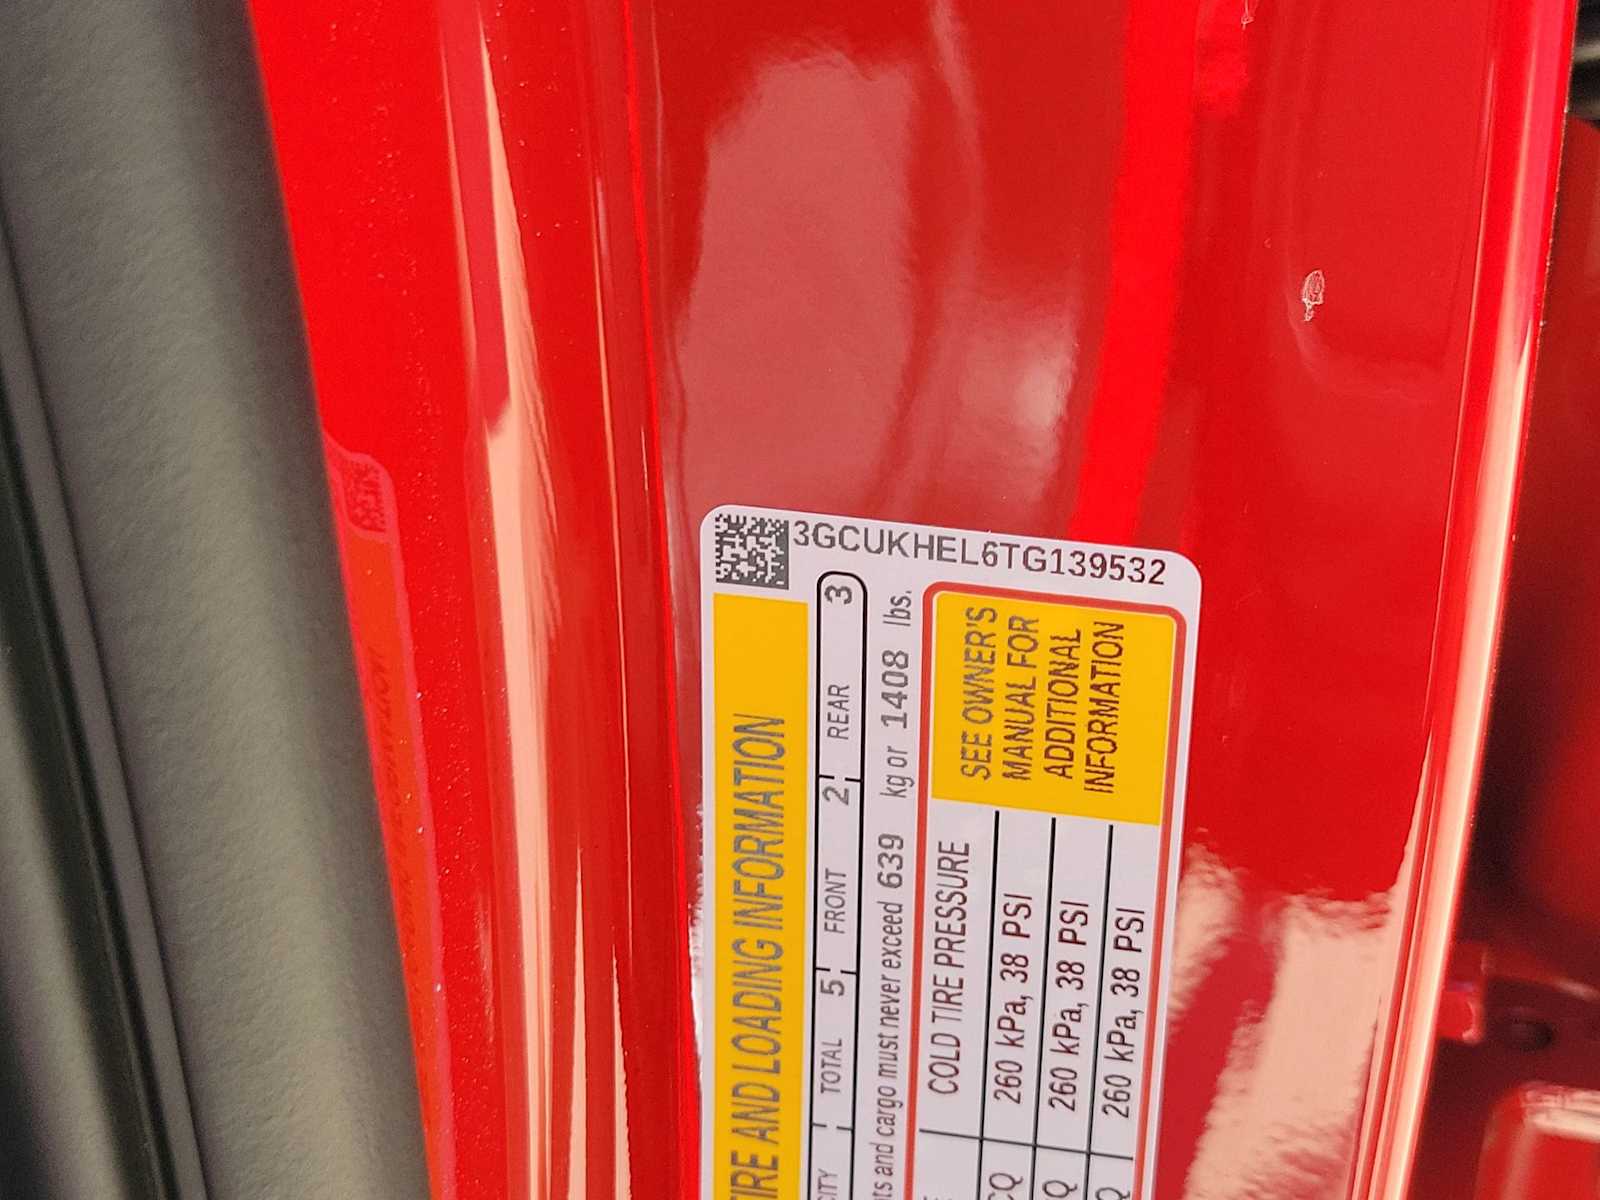 3GCUKHEL6TG139532
TIRE AND LOADING INFORMATION
TOTAL 5 FRONT 2 REAR 3
and cargo must never exceed 639 kg or 1408 lbs.
COLD TIRE PRESSURE
260 kPa, 38 PSI
260 kPa, 38 PSI
260 kPa, 38 PSI
SEE OWNER'S
MANUAL FOR
ADDITIONAL
INFORMATION